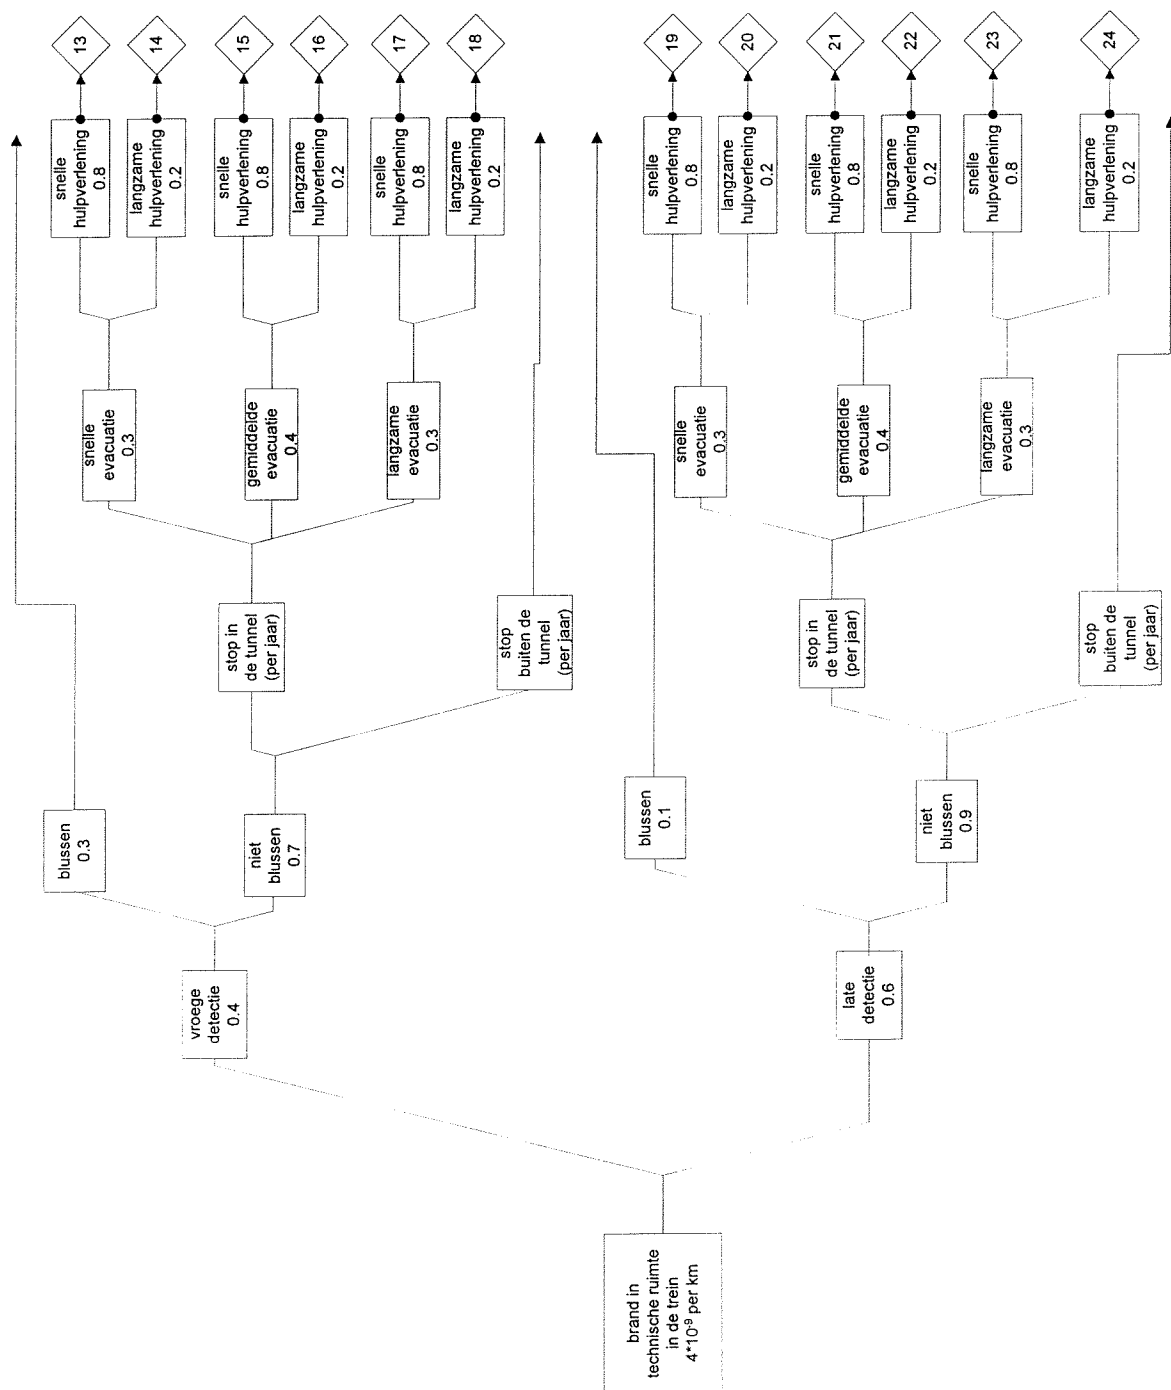 brand in
technische ruimte
in de trein
4*10⁻⁹ per km
vroege
detectie
0.4
late
detectie
0.6
blussen
0.3
niet
blussen
0.7
blussen
0.1
niet
blussen
0.9
stop in
de tunnel
(per jaar)
stop
buiten de
tunnel
(per jaar)
stop in
de tunnel
(per jaar)
stop
buiten de
tunnel
(per jaar)
snelle
evacuatie
0.3
gemiddelde
evacuatie
0.4
langzame
evacuatie
0.3
snelle
evacuatie
0.3
gemiddelde
evacuatie
0.4
langzame
evacuatie
0.3
snelle
hulpverlening
0.8
langzame
hulpverlening
0.2
snelle
hulpverlening
0.8
langzame
hulpverlening
0.2
snelle
hulpverlening
0.8
langzame
hulpverlening
0.2
snelle
hulpverlening
0.8
langzame
hulpverlening
0.2
snelle
hulpverlening
0.8
langzame
hulpverlening
0.2
snelle
hulpverlening
0.8
langzame
hulpverlening
0.2
13
14
15
16
17
18
19
20
21
22
23
24